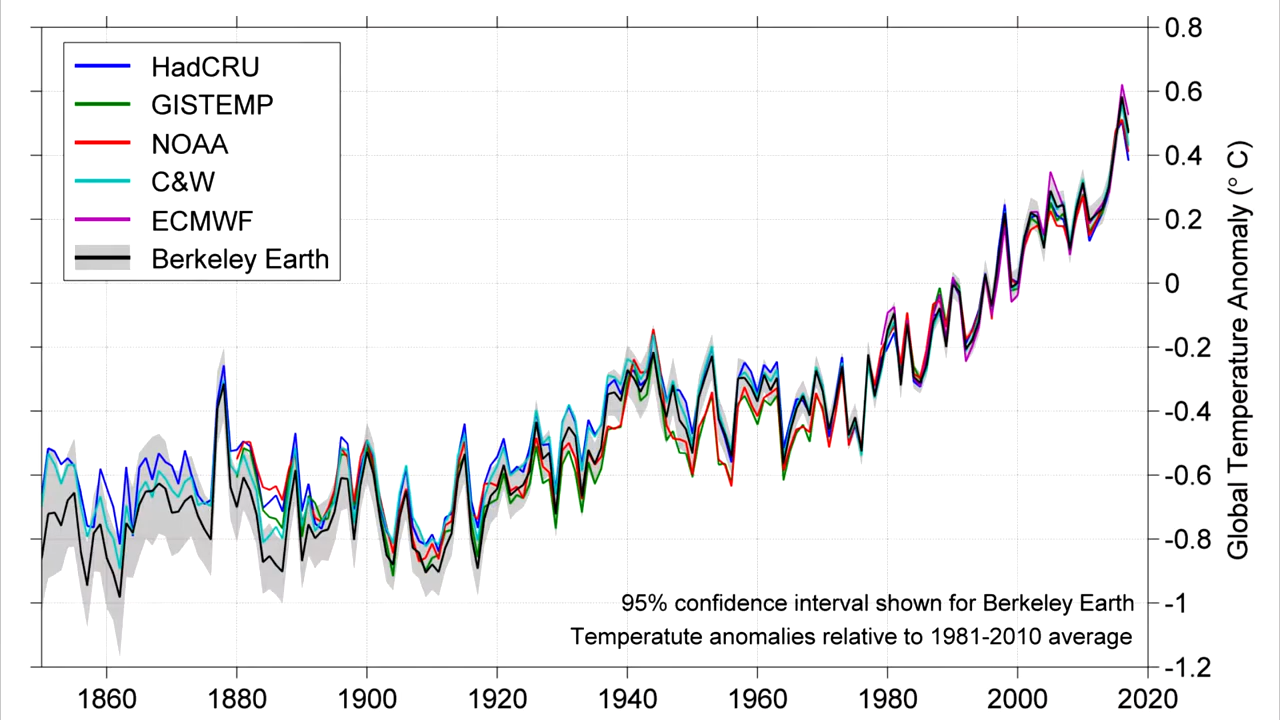 HadCRU
GISTEMP
NOAA
C&W
ECMWF
Berkeley Earth
0.8
0.6
0.4
0.2
0
-0.2
-0.4
-0.6
-0.8
-1
-1.2
Global Temperature Anomaly (° C)
95% confidence interval shown for Berkeley Earth
Temperatute anomalies relative to 1981-2010 average
1860 1880 1900 1920 1940 1960 1980 2000 2020